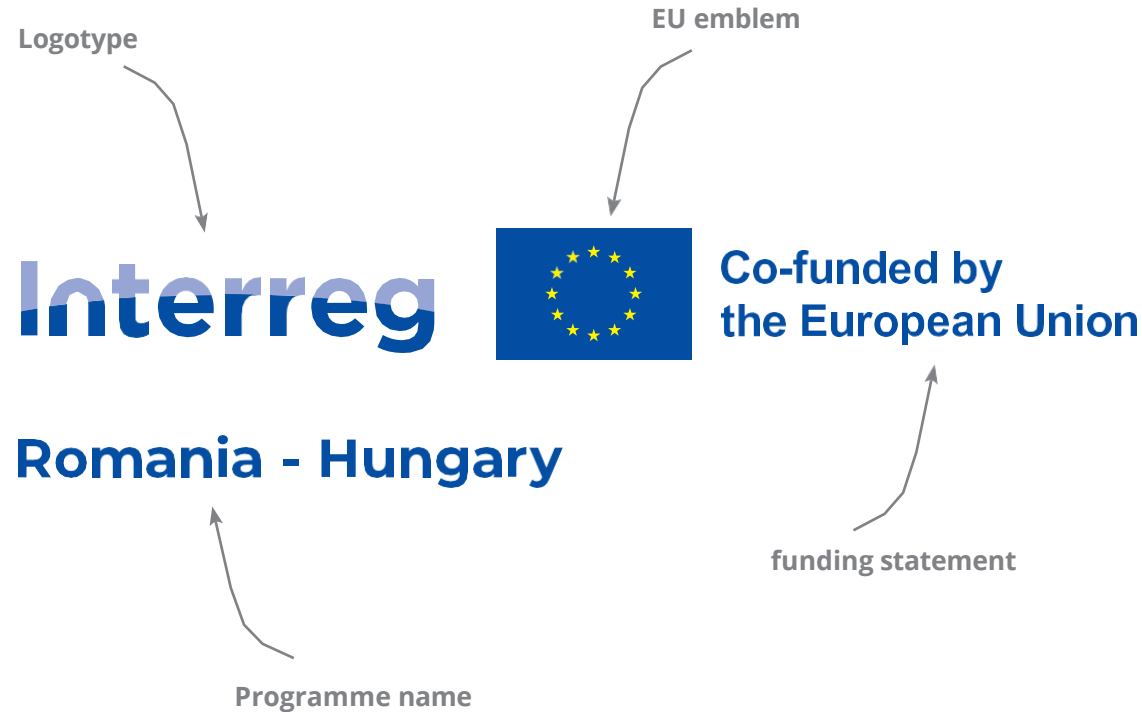 Logotype
EU emblem
Interreg
Co-funded by
the European Union
Romania - Hungary
funding statement
Programme name